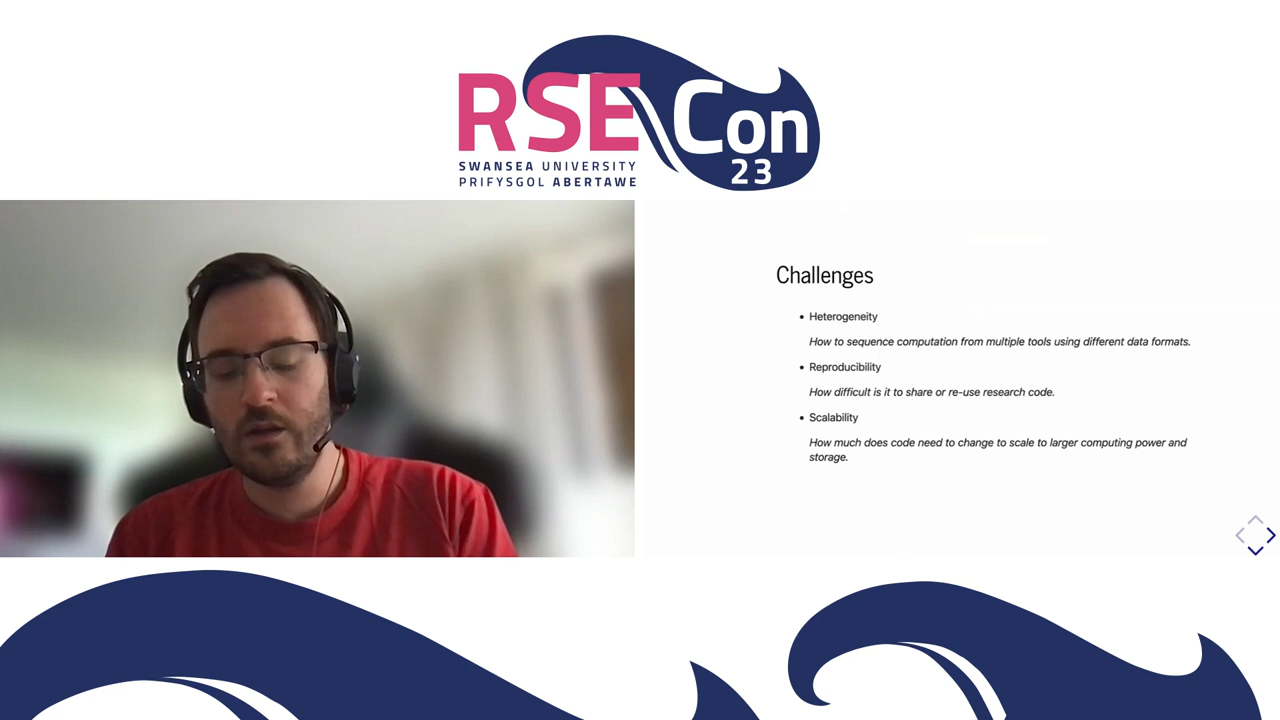 RSE Con
23
SWANSEA UNIVERSITY
PRIFYSGOL ABERTAWE
Challenges
• Heterogeneity
How to sequence computation from multiple tools using different data formats.
• Reproducibility
How difficult is it to share or re-use research code.
• Scalability
How much does code need to change to scale to larger computing power and
storage.